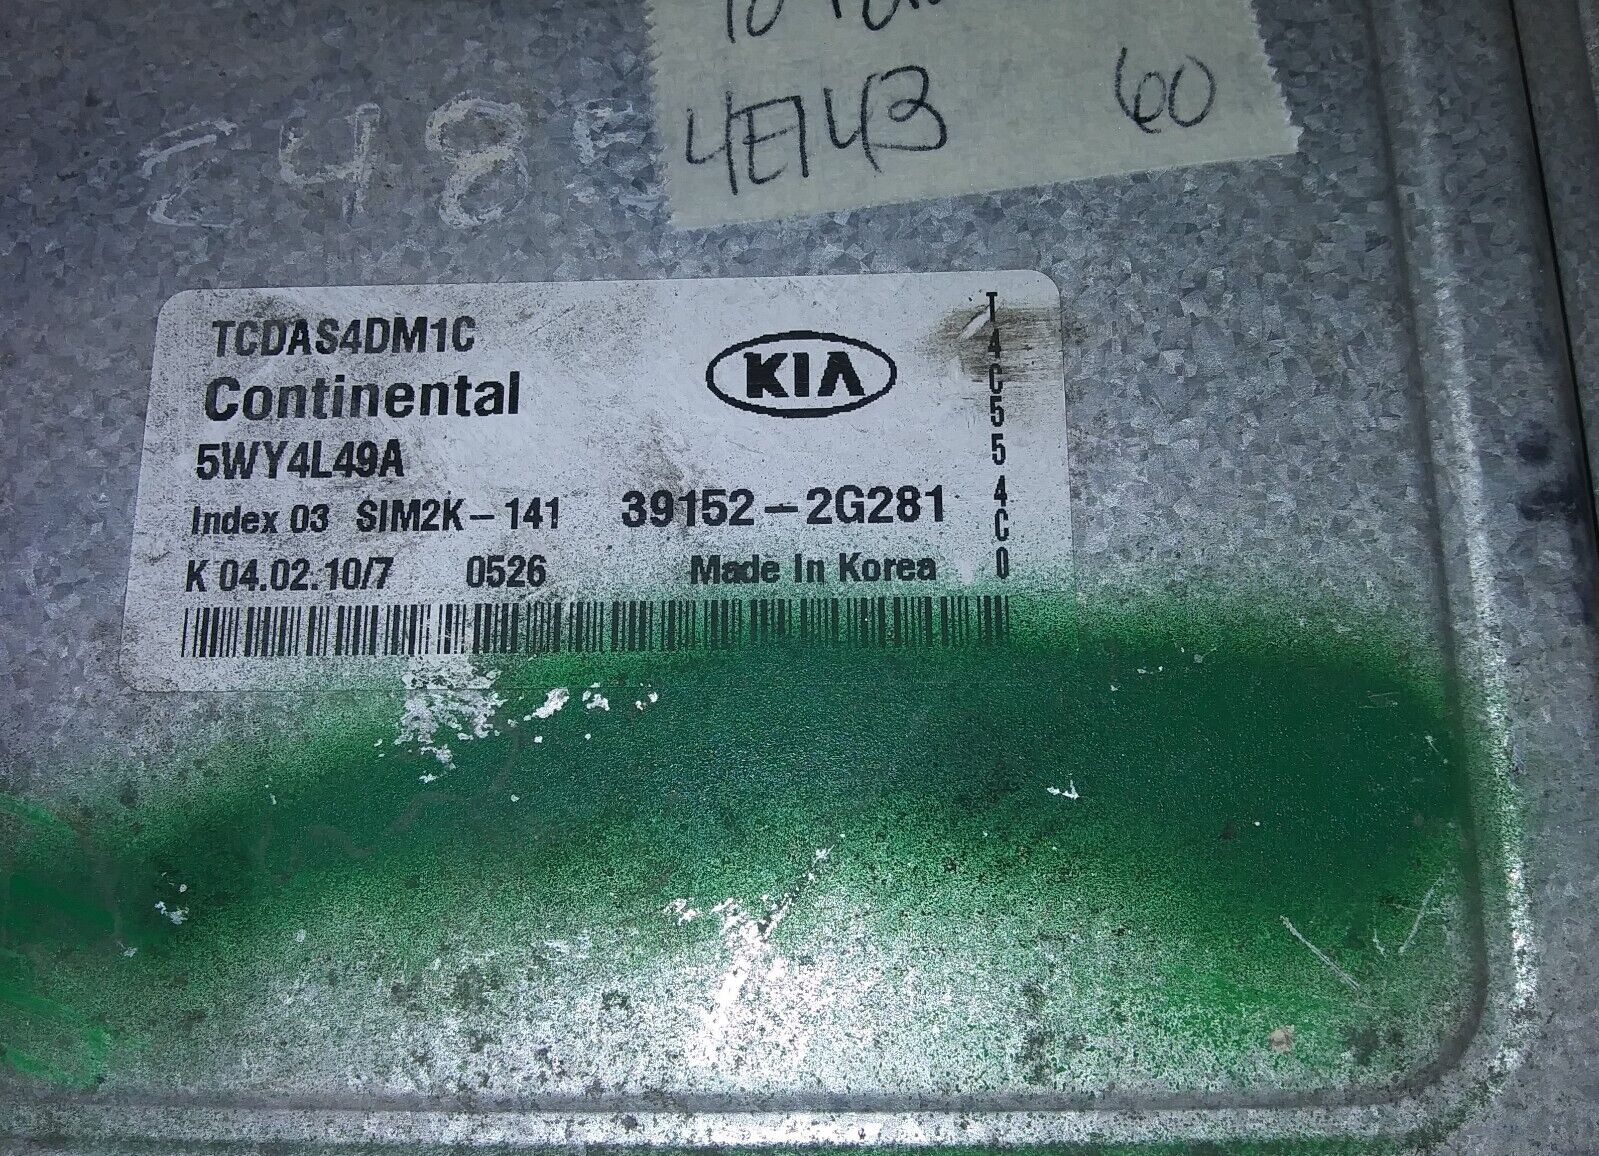 4E143 60
248
TCDAS4DM1C
KIA
Continental
5WY4L49A
Index 03 SIM2K-141 39152-2G281
K 04.02.10/7 0526 Made In Korea
T4C554C0